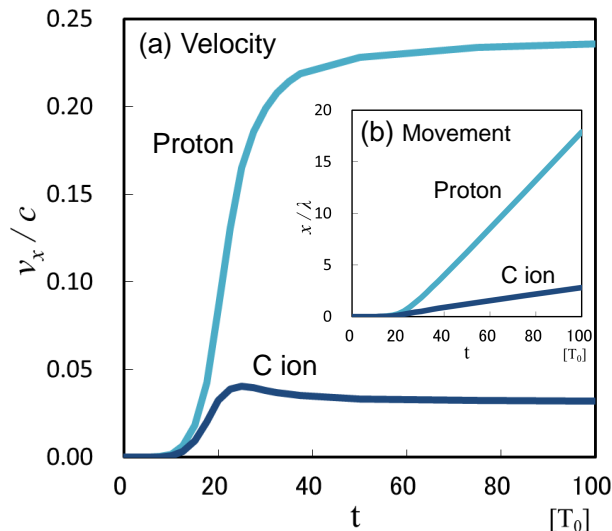 (a) Velocity
0.25
0.20
0.15
0.10
0.05
0.00
v_x / c
Proton
C ion
0 20 40 60 80 100
t [T₀]
(b) Movement
20
15
10
5
0
x / λ
Proton
C ion
0 20 40 60 80 100
t [T₀]